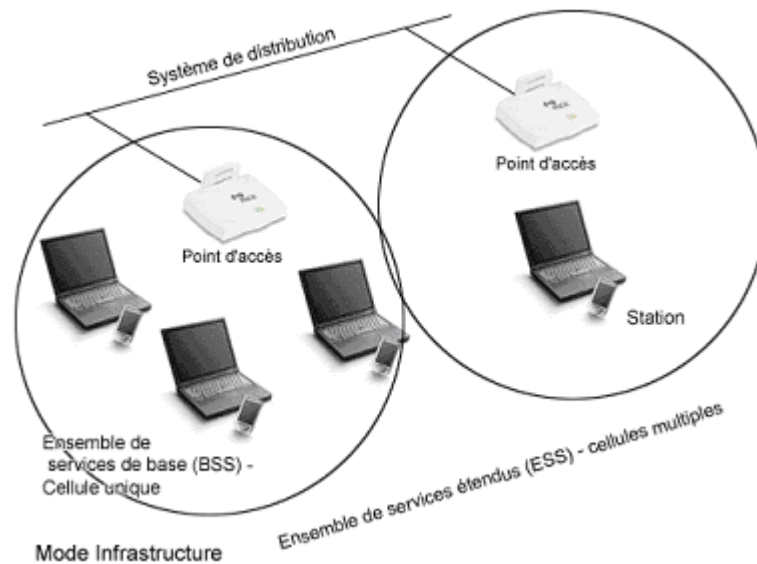 Système de distribution
Point d'accès
Point d'accès
Station
Ensemble de
services de base (BSS) -
Cellule unique
Ensemble de services étendus (ESS) - cellules multiples
Mode Infrastructure